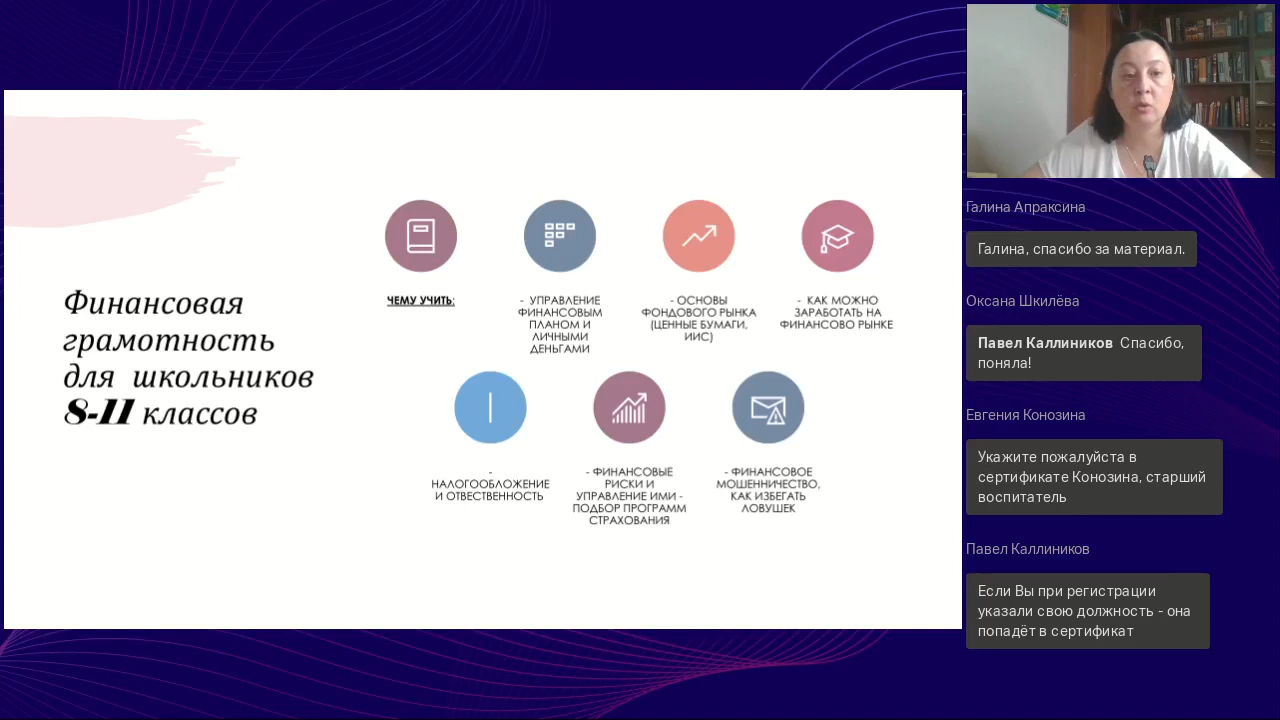 Финансовая
грамотность
для школьников
8-11 классов
ЧЕМУ УЧИТЬ:
- УПРАВЛЕНИЕ
ФИНАНСОВЫМ
ПЛАНОМ И
ЛИЧНЫМИ
ДЕНЬГАМИ
- ОСНОВЫ
ФОНДОВОГО РЫНКА
(ЦЕННЫЕ БУМАГИ,
ИИС)
- КАК МОЖНО
ЗАРАБОТАТЬ НА
ФИНАНСОВО РЫНКЕ
-
НАЛОГООБЛОЖЕНИЕ
И ОТВЕСТВЕННОСТЬ
- ФИНАНСОВЫЕ
РИСКИ И
УПРАВЛЕНИЕ ИМИ -
ПОДБОР ПРОГРАММ
СТРАХОВАНИЯ
- ФИНАНСОВОЕ
МОШЕННИЧЕСТВО,
КАК ИЗБЕГАТЬ
ЛОВУШЕК
Галина Апраксина
Галина, спасибо за материал.
Оксана Шкилёва
Павел Каллиников Спасибо,
поняла!
Евгения Конозина
Укажите пожалуйста в
сертификате Конозина, старший
воспитатель
Павел Каллиников
Если Вы при регистрации
указали свою должность - она
попадёт в сертификат